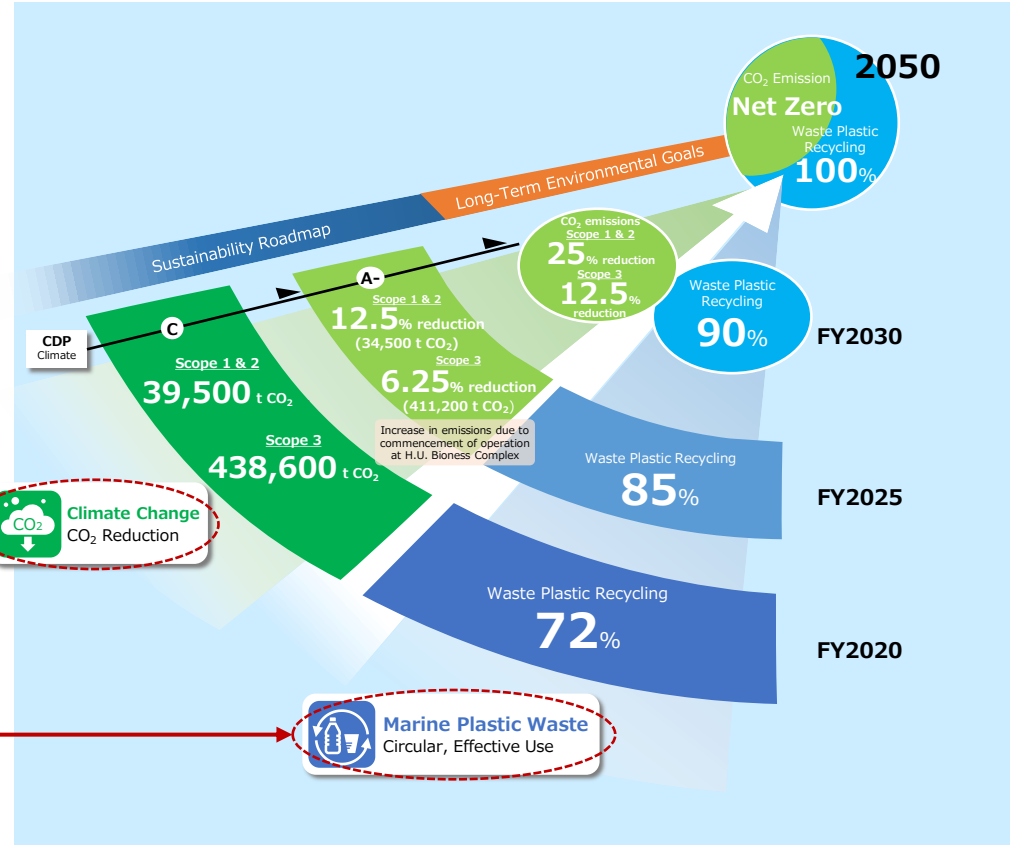 2050
CO₂ Emission
Net Zero
Waste Plastic
Recycling
100%
Long-Term Environmental Goals
Sustainability Roadmap
CDP
Climate
C
A-
Scope 1 & 2
39,500 t CO₂
Scope 3
438,600 t CO₂
Scope 1 & 2
12.5% reduction
(34,500 t CO₂)
Scope 3
6.25% reduction
(411,200 t CO₂)
Increase in emissions due to
commencement of operation
at H.U. Bioness Complex
CO₂ emissions
Scope 1 & 2
25% reduction
Scope 3
12.5%
reduction
Waste Plastic
Recycling
90%
FY2030
Waste Plastic Recycling
85%
FY2025
Waste Plastic Recycling
72%
FY2020
CO₂
Climate Change
CO₂ Reduction
Marine Plastic Waste
Circular, Effective Use